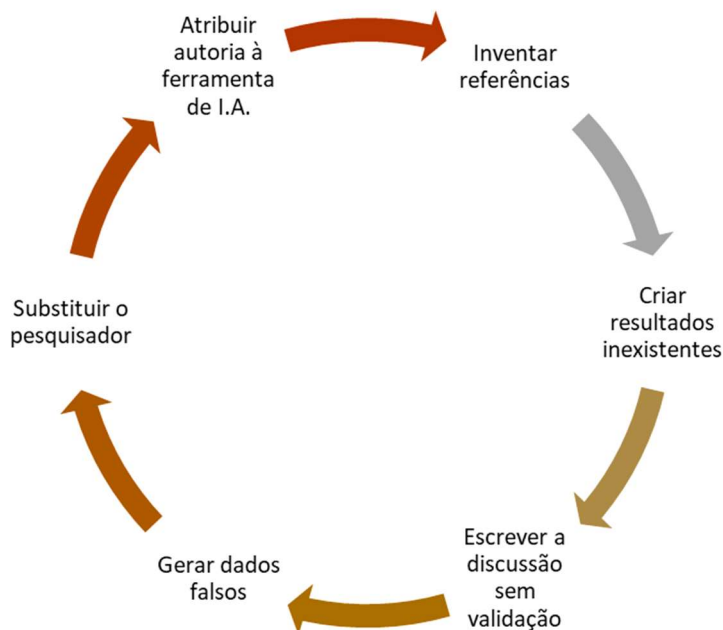 Atribuir
autoria à
ferramenta
de I.A.
Inventar
referências
Criar
resultados
inexistentes
Escrever a
discussão
sem
validação
Gerar dados
falsos
Substituir o
pesquisador